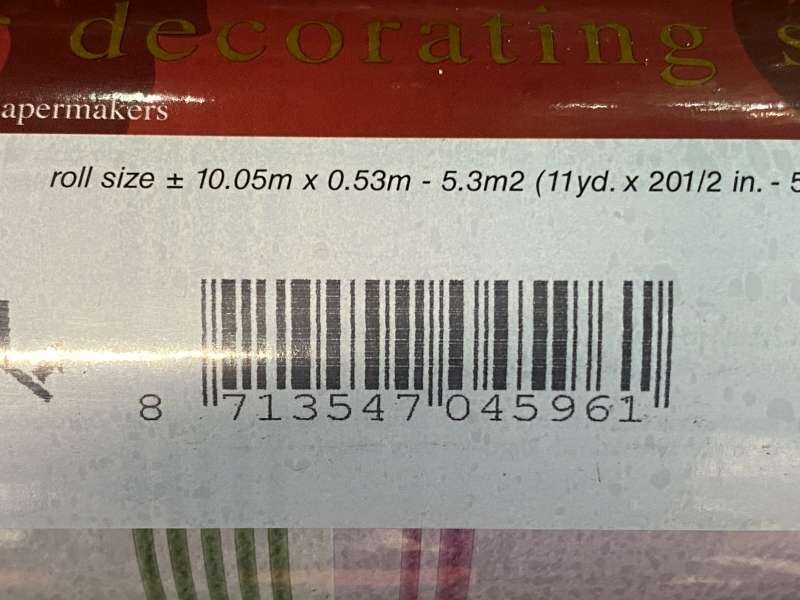 decorating s
apermakers
roll size ± 10.05m x 0.53m - 5.3m2 (11yd. x 201/2 in. - 5
8 713547 045961